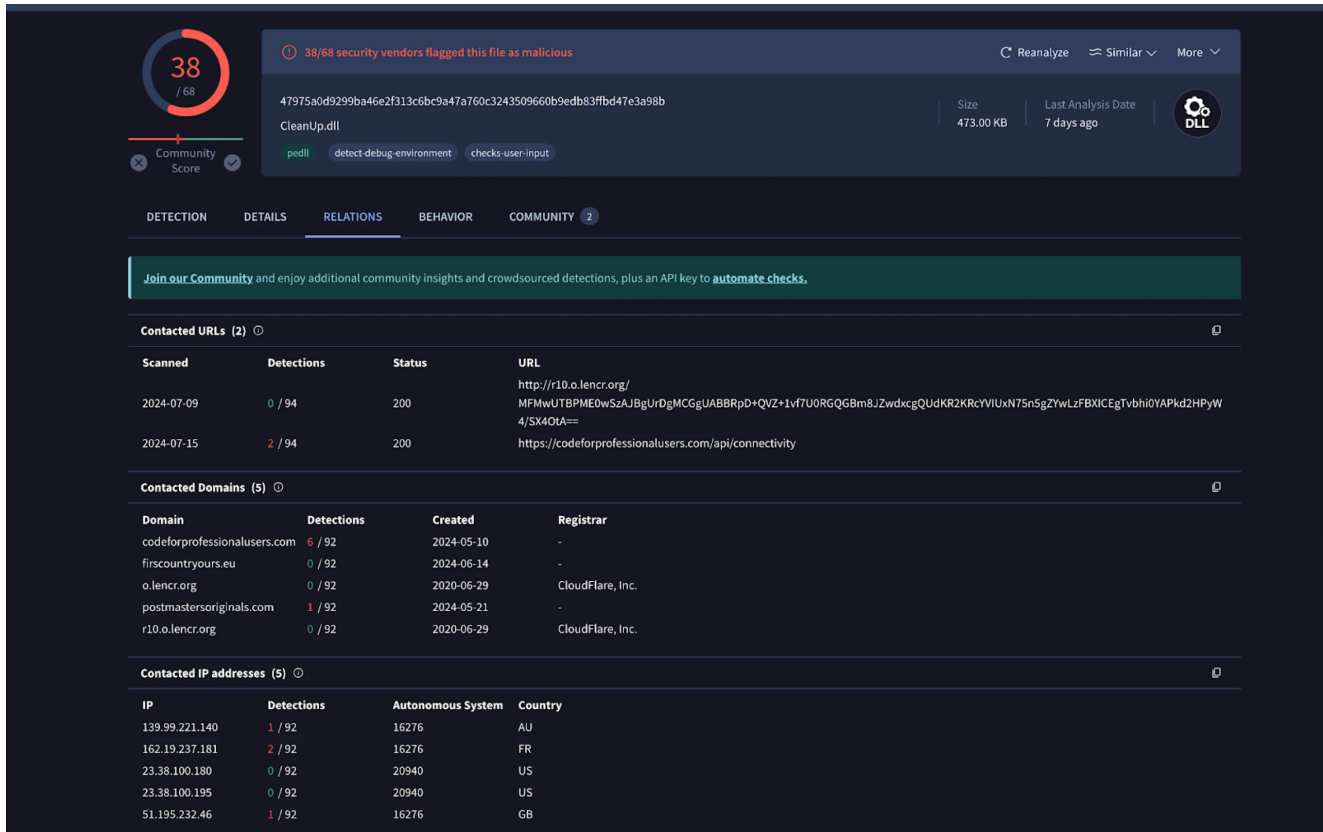 38
/ 68
Community
Score
38/68 security vendors flagged this file as malicious
Reanalyze
Similar
More
47975a0d9299ba46e2f313c6bc9a47a760c3243509660b9edb83ffbd47e3a98b
CleanUp.dll
pedll detect-debug-environment checks-user-input
Size
473.00 KB
Last Analysis Date
7 days ago
DLL
DETECTION DETAILS RELATIONS BEHAVIOR COMMUNITY 2
Join our Community and enjoy additional community insights and crowdsourced detections, plus an API key to automate checks.
Contacted URLs (2)
Scanned Detections Status URL
2024-07-09 0 / 94 200 http://r10.o.lencr.org/
MFMwUTBPME0wSzAJBgUrDgMCGgUABBRpD+QVZ+1vf7U0RGQGBm8JZwdxcgQUdKR2KRcYVIUxN75n5gZYwLzFBXICEgTvbhi0YAPkd2HPyW
4/SX4OtA==
2024-07-15 2 / 94 200 https://codeforprofessionalusers.com/api/connectivity
Contacted Domains (5)
Domain Detections Created Registrar
codeforprofessionalusers.com 6 / 92 2024-05-10 -
firscountryours.eu 0 / 92 2024-06-14 -
o.lencr.org 0 / 92 2020-06-29 CloudFlare, Inc.
postmastersoriginals.com 1 / 92 2024-05-21 -
r10.o.lencr.org 0 / 92 2020-06-29 CloudFlare, Inc.
Contacted IP addresses (5)
IP Detections Autonomous System Country
139.99.221.140 1 / 92 16276 AU
162.19.237.181 2 / 92 16276 FR
23.38.100.180 0 / 92 20940 US
23.38.100.195 0 / 92 20940 US
51.195.232.46 1 / 92 16276 GB